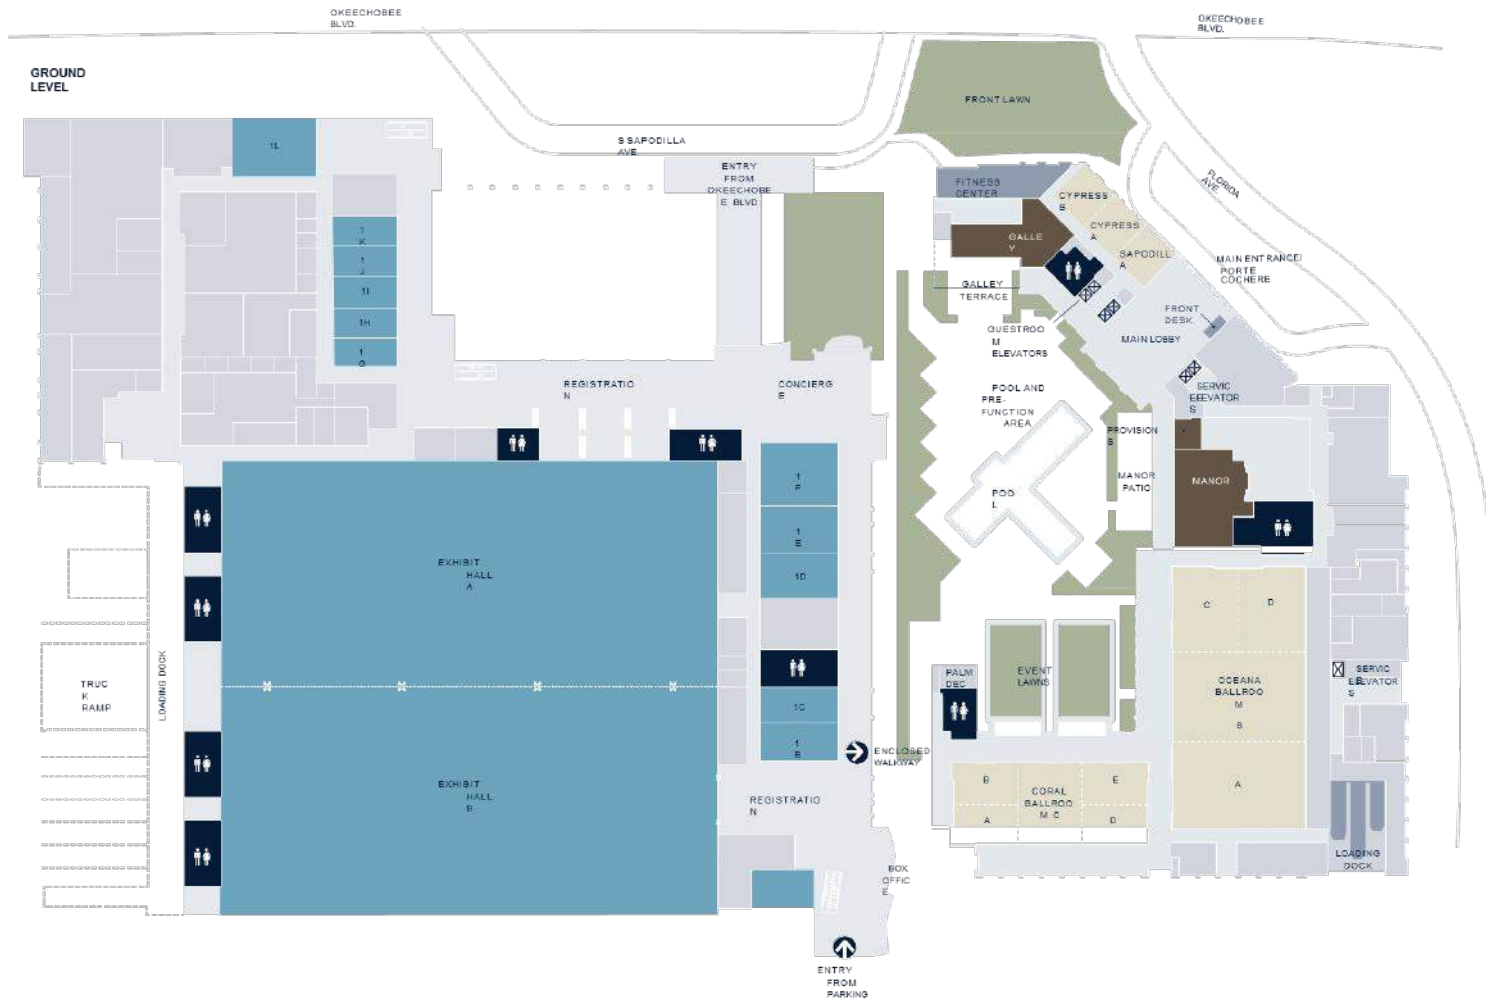 OKEECHOBEE
BLVD.
OKEECHOBEE
BLVD.
GROUND
LEVEL
FRONT LAWN
S SAPODILLA
AVE.
1L
ENTRY
FROM
OKEECHOBE
E BLVD
FITNESS
CENTER
CYPRESS
B
CYPRESS
A
SAPODILL
A
FLORIDA
AVE.
GALLE
Y
MAIN ENTRANCE/
PORTE
COCHERE
1
K
1
J
1I
1H
1
G
GALLEY
TERRACE
GUESTROO
M
ELEVATORS
FRONT
DESK
MAIN LOBBY
REGISTRATIO
N
CONCIERG
E
POOL AND
PRE-
FUNCTION
AREA
SERVIC
E
ELEVATOR
S
PROVISION
S
MANOR
PATIO
MANOR
POO
L
1
F
1
E
1D
EXHIBIT
HALL
A
C
D
LOADING DOCK
TRUC
K
RAMP
PALM
DEC
EVENT
LAWNS
OCEANA
BALLROO
M
B
SERVIC
E
ELEVATOR
S
1C
1
B
ENCLOSED
WALKWAY
EXHIBIT
HALL
B
REGISTRATIO
N
B
E
CORAL
BALLROO
M C
A
D
A
BOX
OFFIC
E
LOADING
DOCK
ENTRY
FROM
PARKING